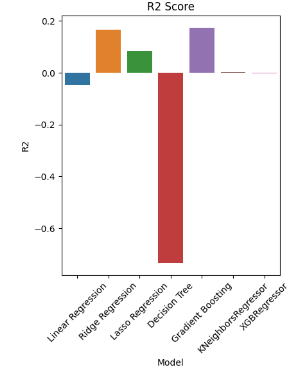 R2 Score
0.2
0.0
−0.2
−0.4
−0.6
R2
Linear Regression
Ridge Regression
Lasso Regression
Decision Tree
Gradient Boosting
KNeighborsRegressor
XGBRegressor
Model